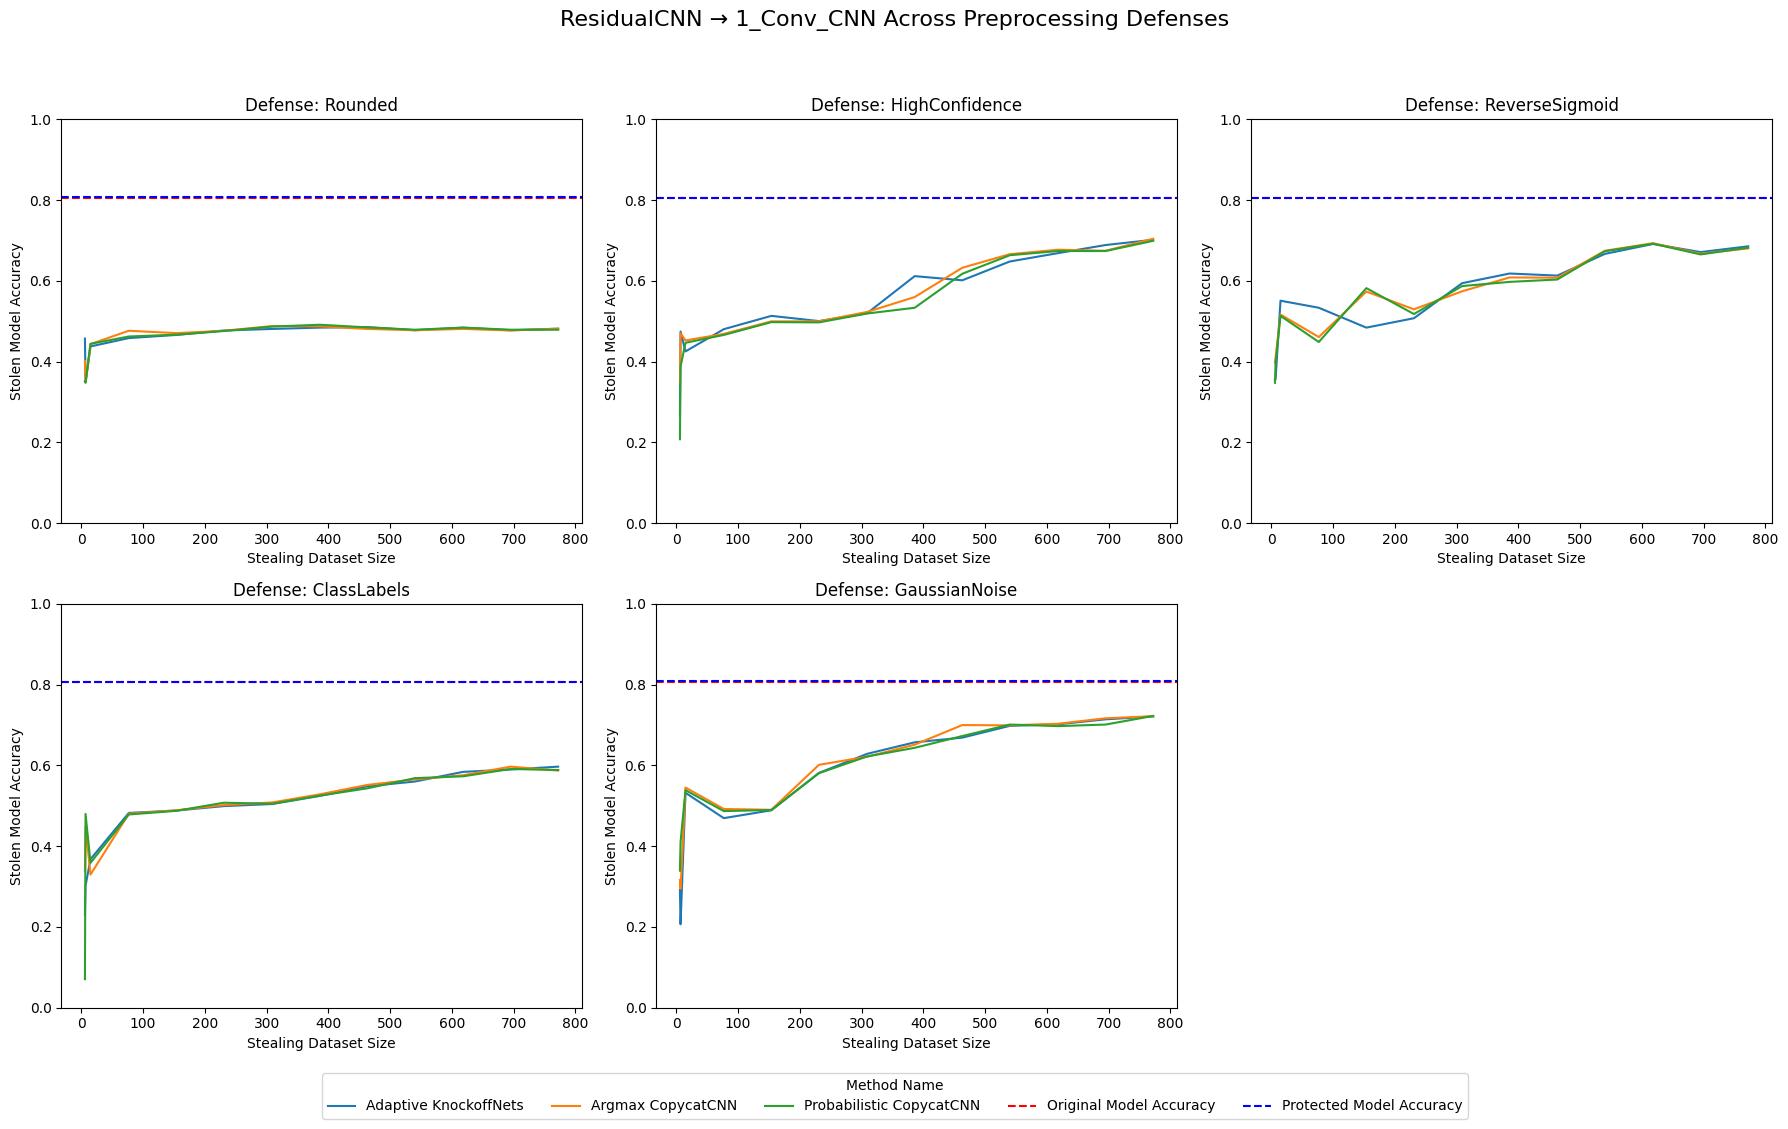 ResidualCNN → 1_Conv_CNN Across Preprocessing Defenses
Defense: Rounded
1.0
0.8
0.6
0.4
0.2
0.0
Stolen Model Accuracy
0 100 200 300 400 500 600 700 800
Stealing Dataset Size
Defense: HighConfidence
1.0
0.8
0.6
0.4
0.2
0.0
Stolen Model Accuracy
0 100 200 300 400 500 600 700 800
Stealing Dataset Size
Defense: ReverseSigmoid
1.0
0.8
0.6
0.4
0.2
0.0
Stolen Model Accuracy
0 100 200 300 400 500 600 700 800
Stealing Dataset Size
Defense: ClassLabels
1.0
0.8
0.6
0.4
0.2
0.0
Stolen Model Accuracy
0 100 200 300 400 500 600 700 800
Stealing Dataset Size
Defense: GaussianNoise
1.0
0.8
0.6
0.4
0.2
0.0
Stolen Model Accuracy
0 100 200 300 400 500 600 700 800
Stealing Dataset Size
Method Name
Adaptive KnockoffNets Argmax CopycatCNN Probabilistic CopycatCNN Original Model Accuracy Protected Model Accuracy